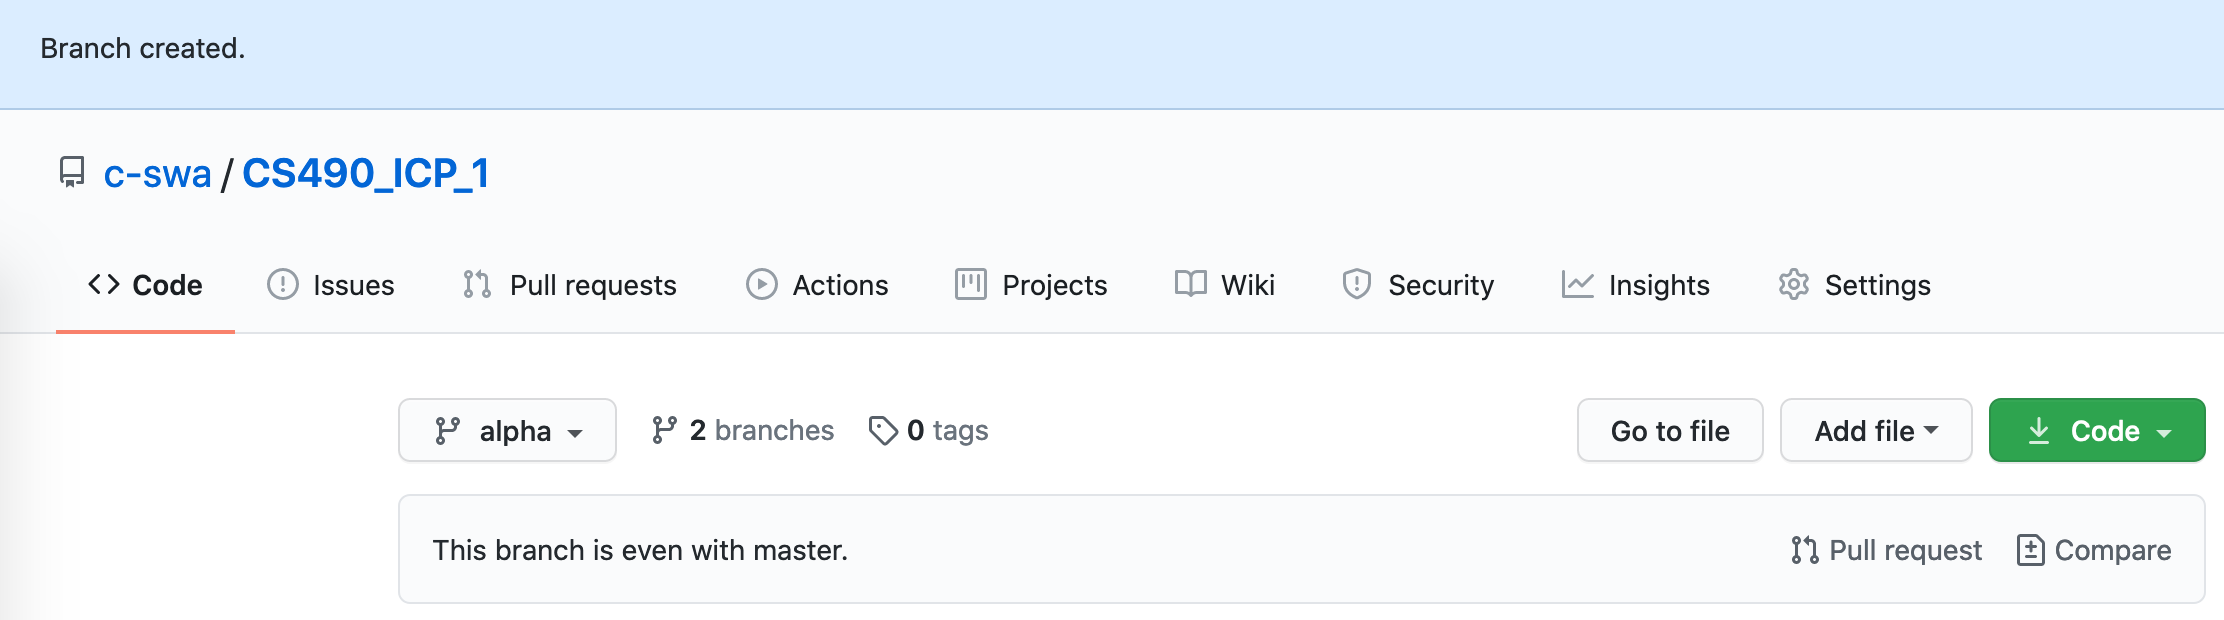 Branch created.
c-swa / CS490_ICP_1
Code Issues Pull requests Actions Projects Wiki Security Insights Settings
alpha 2 branches 0 tags Go to file Add file Code
This branch is even with master. Pull request Compare